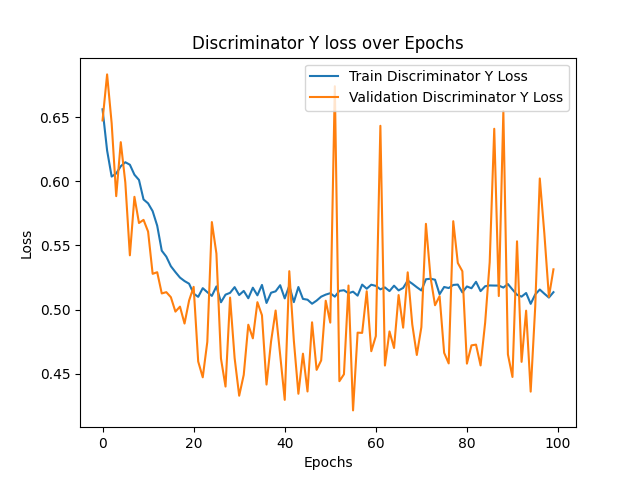 Discriminator Y loss over Epochs
Train Discriminator Y Loss
Validation Discriminator Y Loss
Loss
0.65
0.60
0.55
0.50
0.45
0 20 40 60 80 100
Epochs